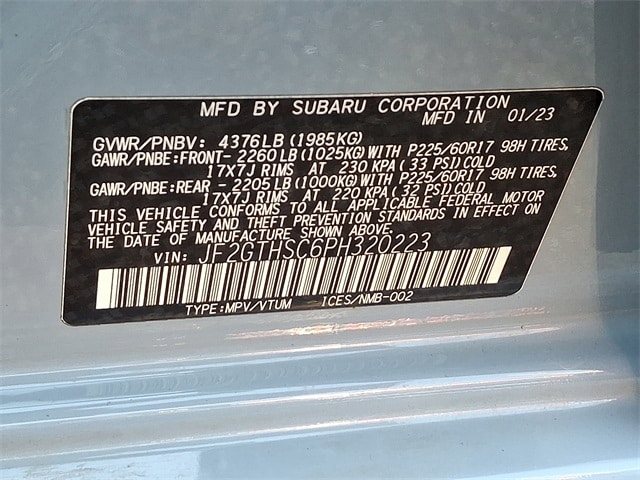 MFD BY SUBARU CORPORATION
MFD IN 01/23
GVWR/PNBV: 4376LB(1985KG)
GAWR/PNBE:FRONT-2260LB(1025KG)WITH P225/60R17 98H TIRES,
17X7J RIMS AT 230 KPA(33 PSI)COLD
GAWR/PNBE:REAR -2205LB(1000KG)WITH P225/60R17 98H TIRES,
17X7J RIMS AT 220 KPA(32 PSI)COLD
THIS VEHICLE CONFORMS TO ALL APPLICABLE FEDERAL MOTOR
VEHICLE SAFETY AND THEFT PREVENTION STANDARDS IN EFFECT ON
THE DATE OF MANUFACTURE SHOWN ABOVE.
VIN: JF2GTHSC6PH320223
TYPE:MPV/VTUM ICES/NMB-002